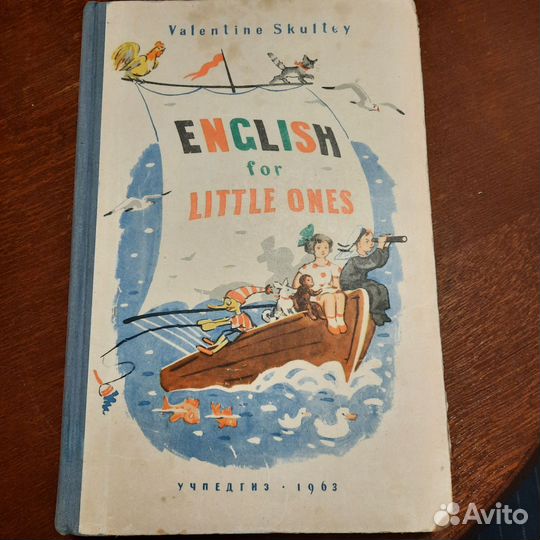 Valentine Skultey
ENGLISH
for
LITTLE ONES
УЧПЕДГИЗ · 1963
Avito